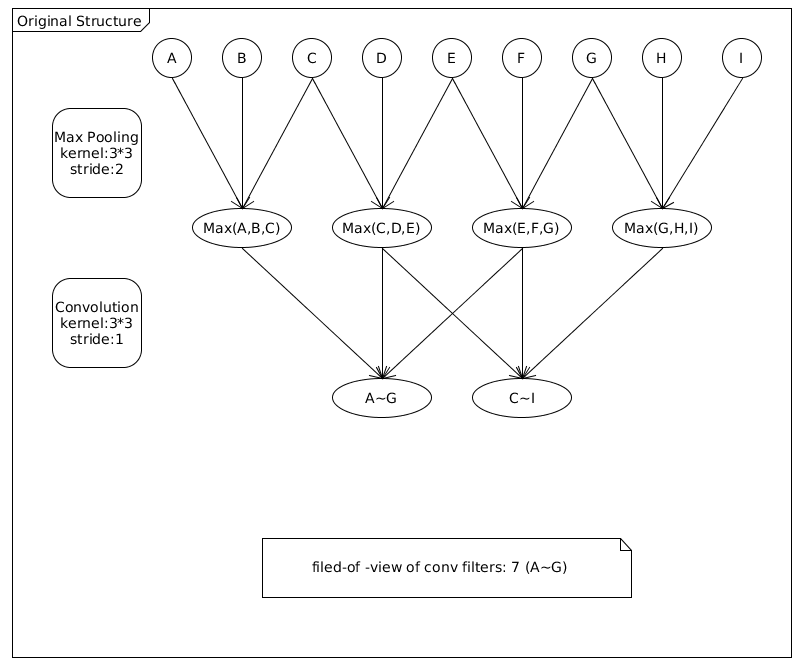 Original Structure
A B C D E F G H I
Max Pooling
kernel:3*3
stride:2
Max(A,B,C) Max(C,D,E) Max(E,F,G) Max(G,H,I)
Convolution
kernel:3*3
stride:1
A~G C~I
filed-of -view of conv filters: 7 (A~G)